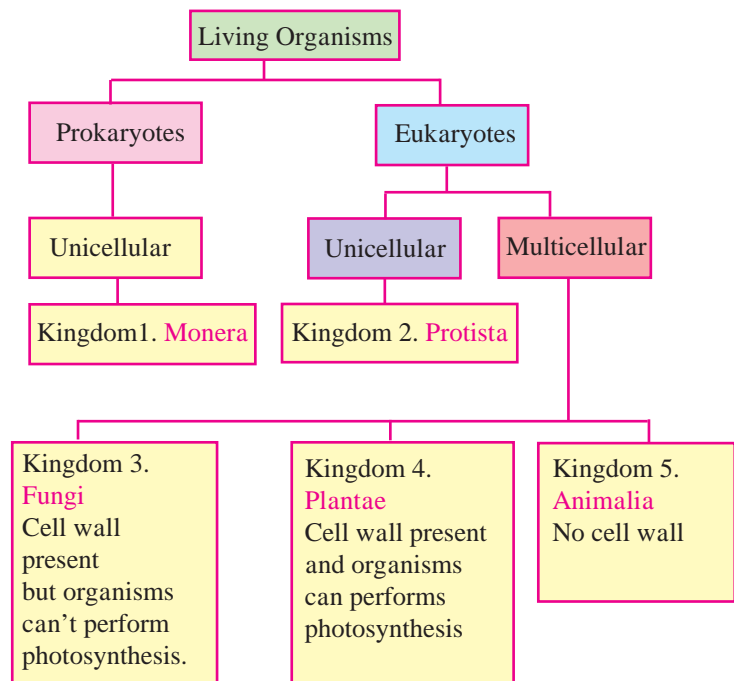 Living Organisms
Prokaryotes
Eukaryotes
Unicellular
Unicellular
Multicellular
Kingdom1. Monera
Kingdom 2. Protista
Kingdom 3.
Fungi
Cell wall
present
but organisms
can't perform
photosynthesis.
Kingdom 4.
Plantae
Cell wall present
and organisms
can performs
photosynthesis
Kingdom 5.
Animalia
No cell wall